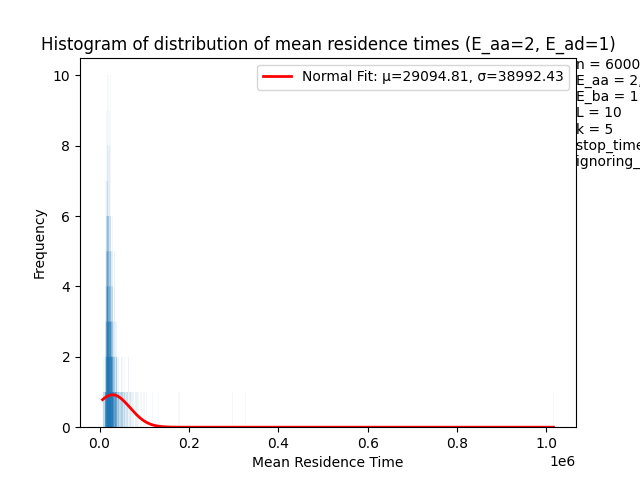 Histogram of distribution of mean residence times (E_aa=2, E_ad=1)
n = 6000
E_aa = 2,
E_ba = 1
L = 10
k = 5
stop_time
ignoring_
Normal Fit: μ=29094.81, σ=38992.43
Frequency
10
8
6
4
2
0
0.0 0.2 0.4 0.6 0.8 1.0
1e6
Mean Residence Time